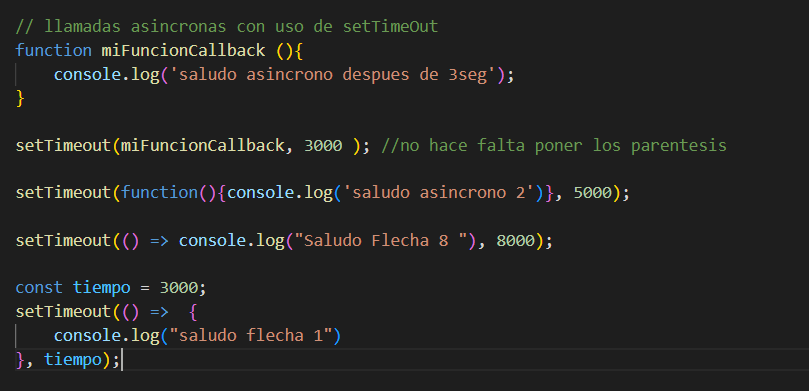 // llamadas asincronas con uso de setTimeOut
function miFuncionCallback (){
    console.log('saludo asincrono despues de 3seg');
}
setTimeout(miFuncionCallback, 3000 ); //no hace falta poner los parentesis
setTimeout(function(){console.log('saludo asincrono 2')}, 5000);
setTimeout(() => console.log("Saludo Flecha 8 "), 8000);
const tiempo = 3000;
setTimeout(() =>  {
    console.log("saludo flecha 1")
}, tiempo);